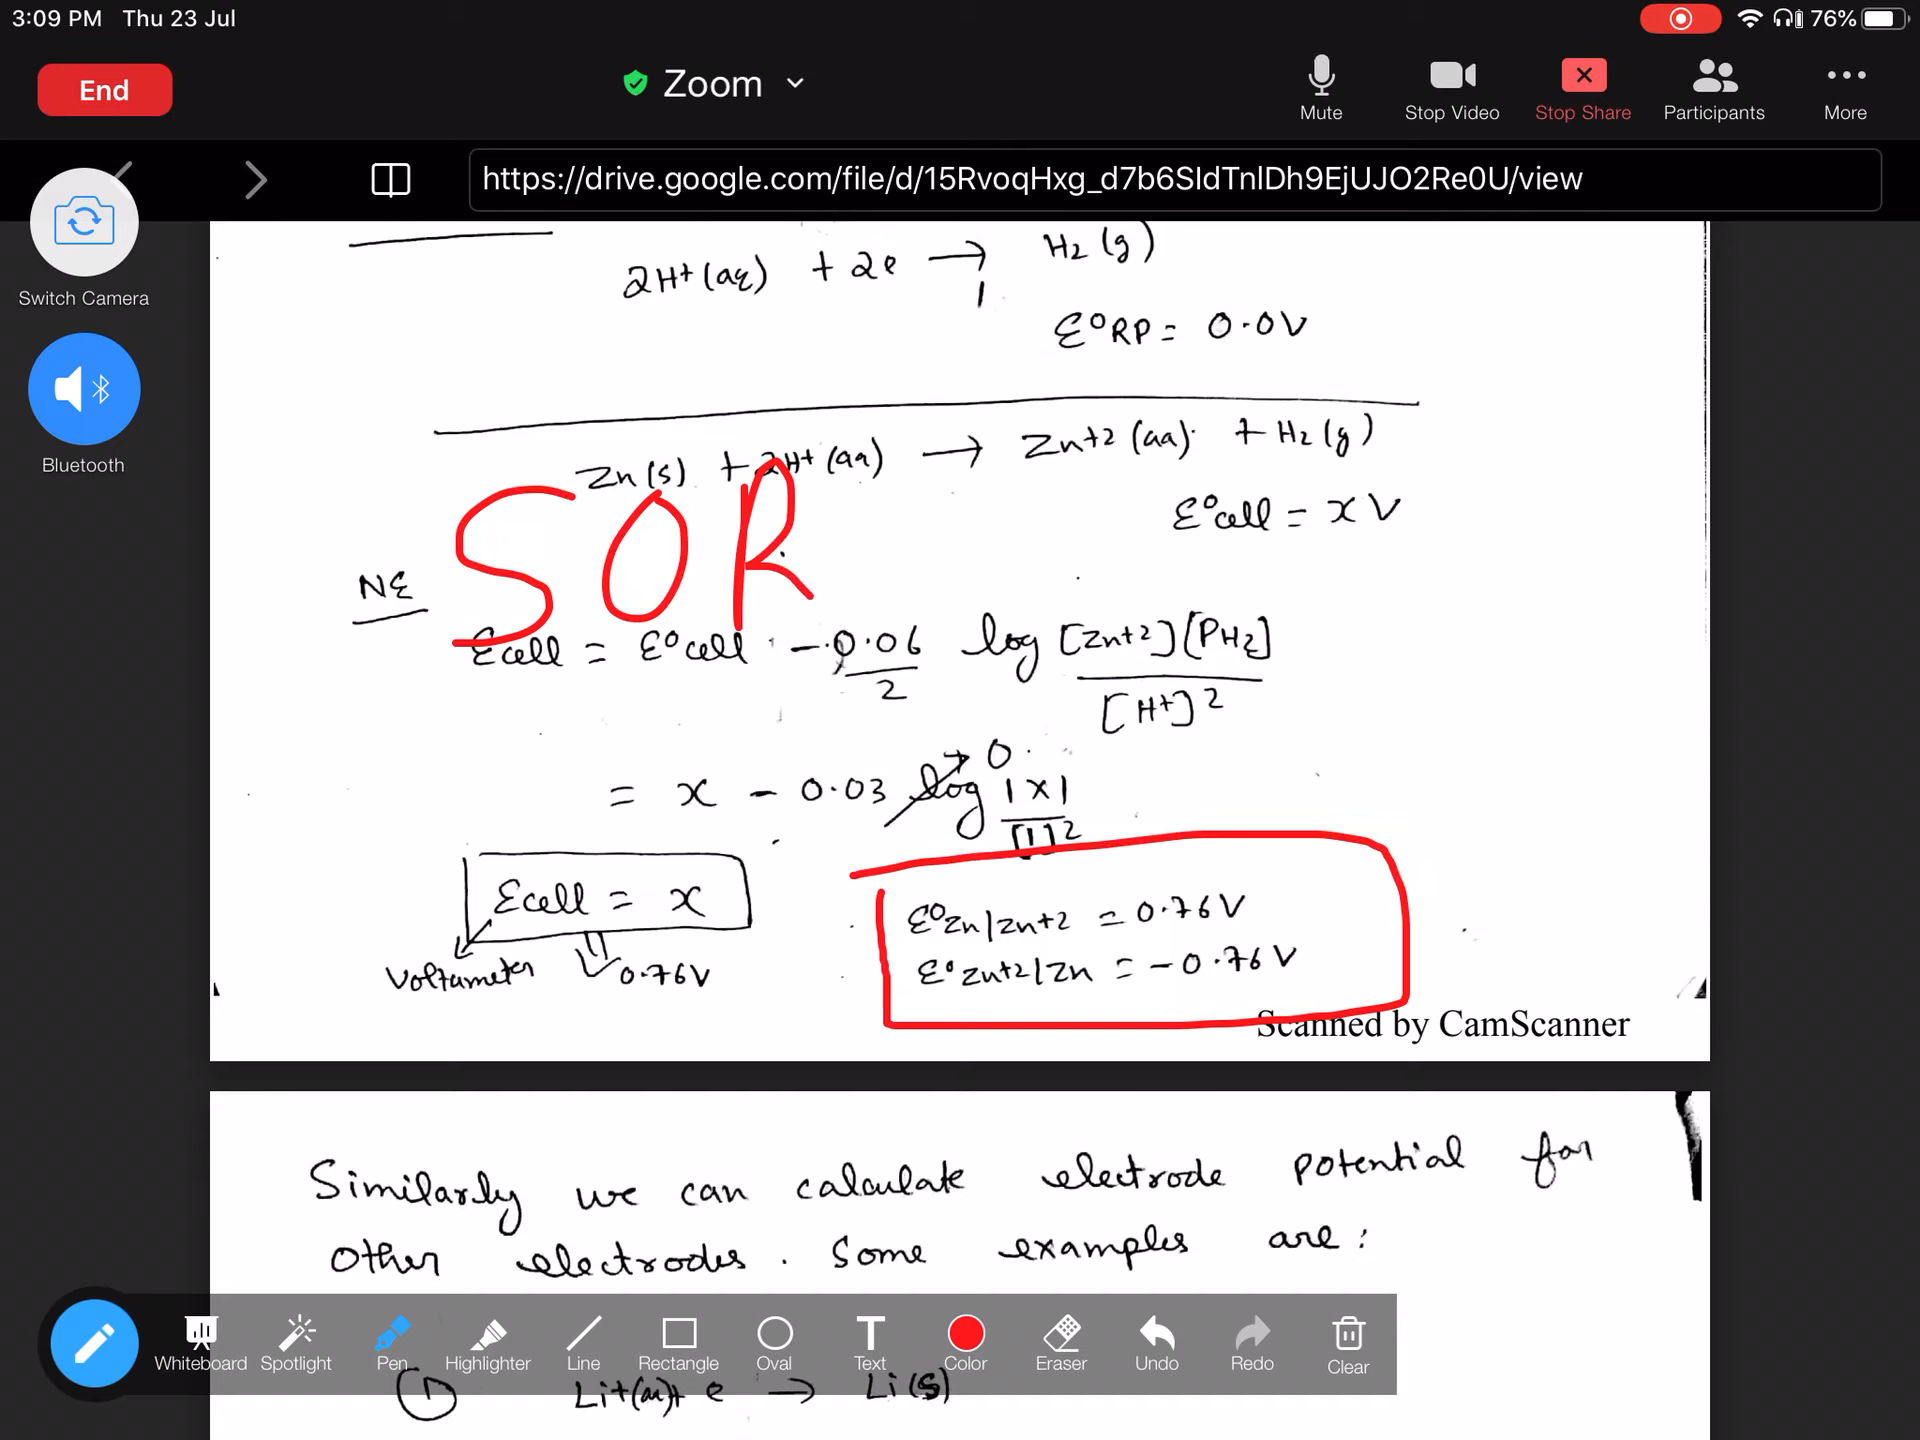 3:09 PM Thu 23 Jul
76%
End
Zoom
Mute
Stop Video
Stop Share
Participants
More
https://drive.google.com/file/d/15RvoqHxg_d7b6SIdTnlDh9EjUJO2Re0U/view
Switch Camera
Bluetooth
2H+(aq) + 2e → H2(g)
E°RP = 0.0V
Zn(s) + 2H+(aq) → Zn+2(aq) + H2(g)
E°cell = x V
SOR
NE
Ecell = E°cell - 0.06/2 log [Zn+2][PH2]/[H+]2
= x - 0.03 log 1x1/[1]2 → 0
Ecell = x
Voltameter
0.76V
E°Zn/Zn+2 = 0.76V
E°Zn+2/Zn = -0.76V
Scanned by CamScanner
Similarly we can calculate electrode potential for
other electrodes. Some examples are:
Whiteboard
Spotlight
Pen
Highlighter
Line
Rectangle
Oval
Text
Color
Eraser
Undo
Redo
Clear
① Li+(aq)+ e → Li(s)